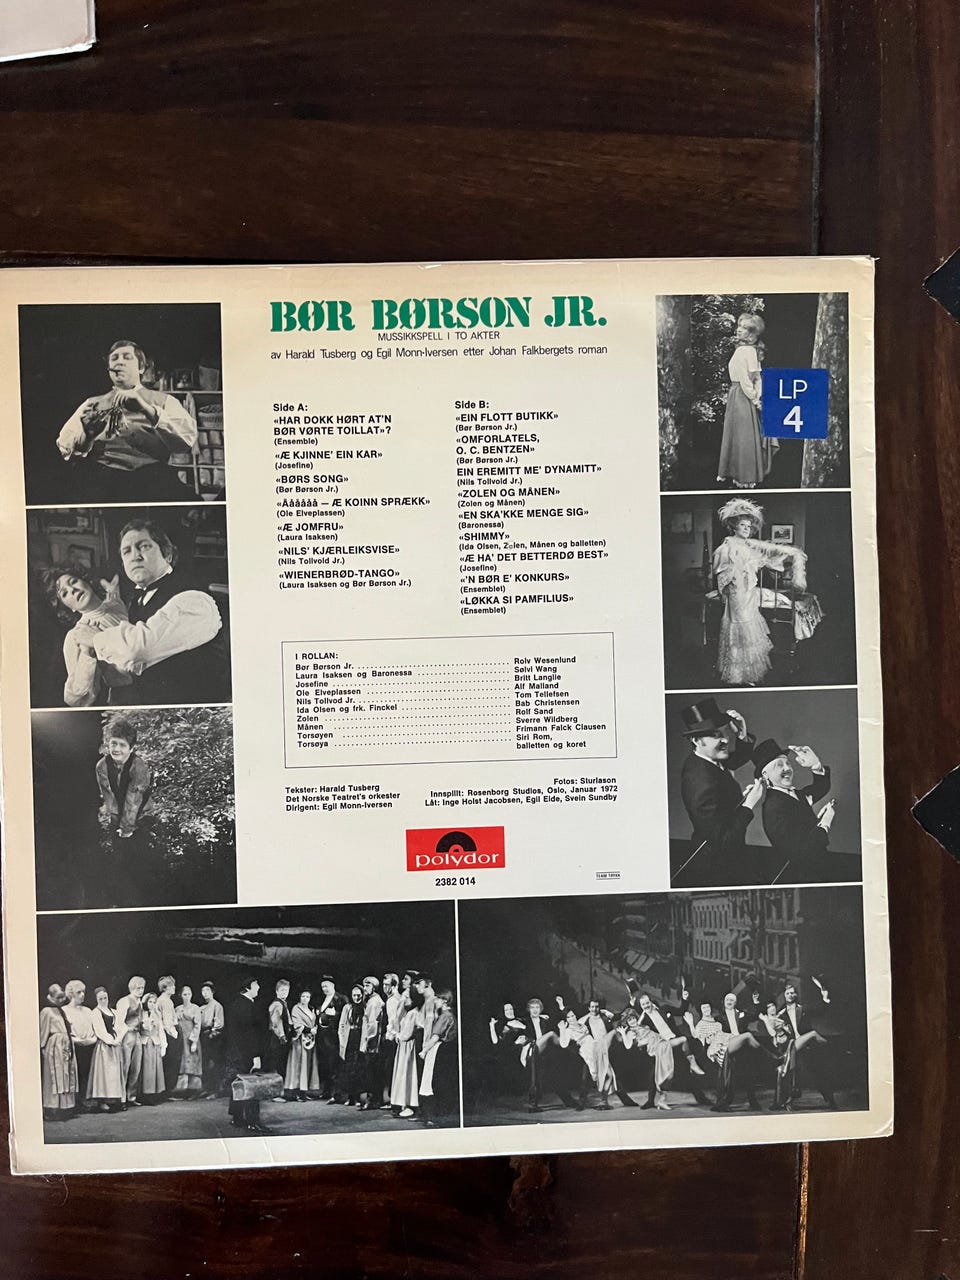 BØR BØRSON JR.
MUSSIKKSPELL I TO AKTER
av Harald Tusberg og Egil Monn-Iversen etter Johan Falkbergets roman
LP
4
Side A:
«HAR DOKK HØRT AT'N
BØR VØRTE TOILLAT»?
(Ensemble)
«Æ KJINNE' EIN KAR»
(Josefine)
«BØRS SONG»
(Bør Børson Jr.)
«Åååååå – Æ KOINN SPRÆKK»
(Ole Elveplassen)
«Æ JOMFRU»
(Laura Isaksen)
«NILS' KJÆRLEIKSVISE»
(Nils Tollvod Jr.)
«WIENERBRØD-TANGO»
(Laura Isaksen og Bør Børson Jr.)
Side B:
«EIN FLOTT BUTIKK»
(Bør Børson Jr.)
«OMFORLATELS,
O. C. BENTZEN»
(Bør Børson Jr.)
EIN EREMITT ME' DYNAMITT»
(Nils Tollvold Jr.)
«ZOLEN OG MÅNEN»
(Zolen og Månen)
«EN SKA'KKE MENGE SIG»
(Baronessa)
«SHIMMY»
(Ida Olsen, Zolen, Månen og balletten)
«Æ HA' DET BETTERDØ BEST»
(Josefine)
«'N BØR E' KONKURS»
(Ensemblet)
«LØKKA SI PAMFILIUS»
(Ensemblet)
I ROLLAN:
Bør Børson Jr. Rolv Wesenlund
Laura Isaksen og Baronessa Sølvi Wang
Josefine Britt Langlie
Ole Elveplassen Alf Malland
Nils Tollvod Jr. Tom Tellefsen
Ida Olsen og frk. Finckel Bab Christensen
Zolen Rolf Sand
Månen Sverre Wildberg
Torsøyen Frimann Falck Clausen
Torsøya Siri Rom,
balletten og koret
Tekster: Harald Tusberg
Det Norske Teatret's orkester
Dirigent: Egil Monn-Iversen
Fotos: Sturlason
Innspillt: Rosenborg Studios, Oslo, Januar 1972
Låt: Inge Holst Jacobsen, Egil Eide, Svein Sundby
polydor
2382 014